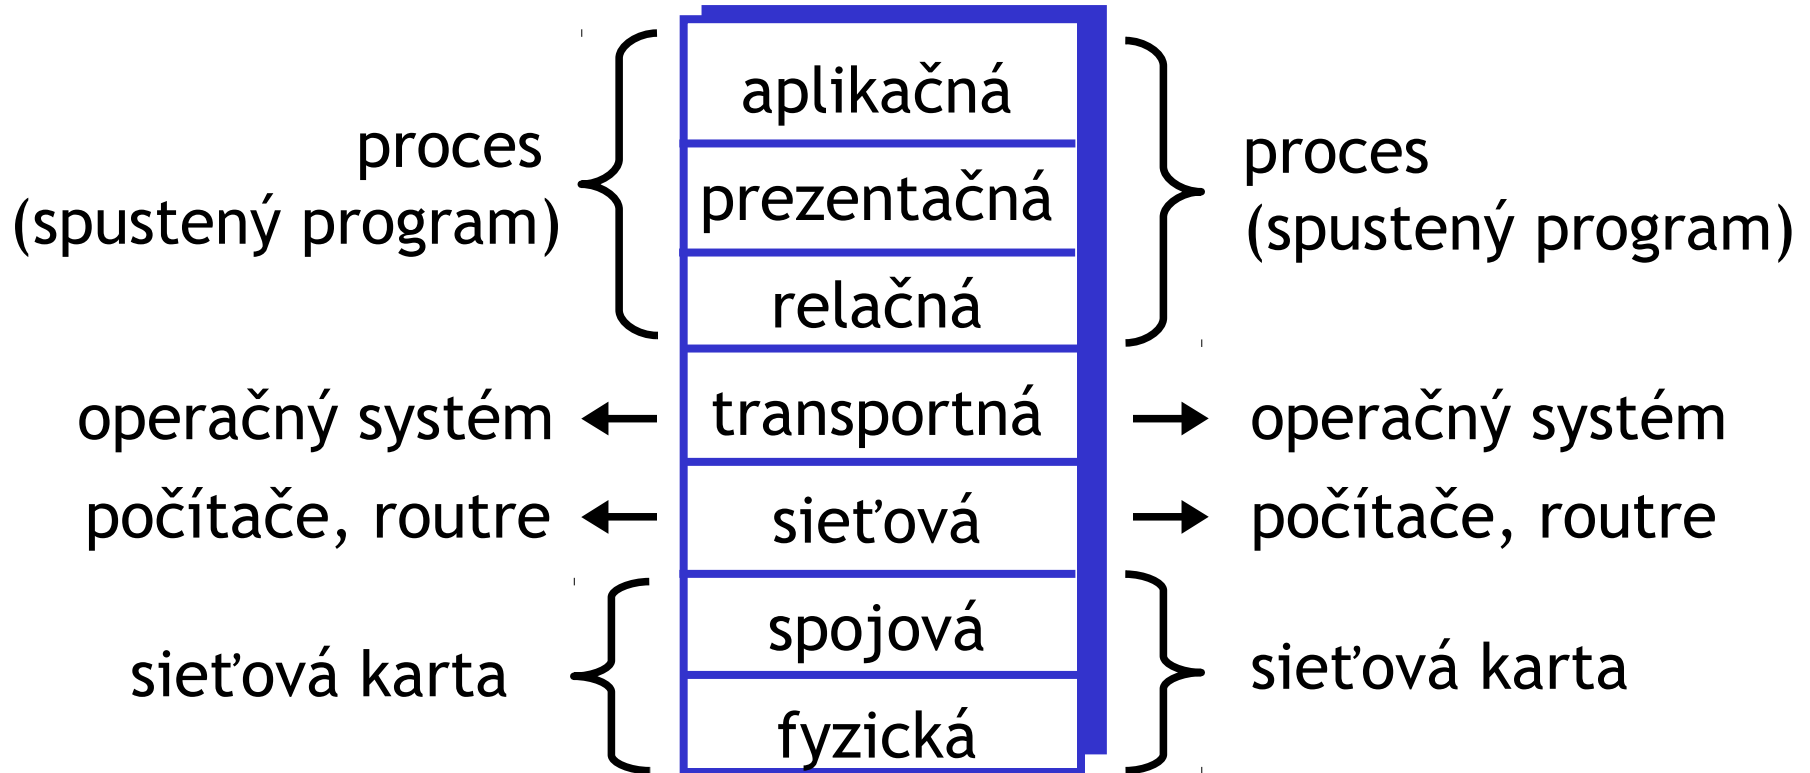 proces
(spustený program)
operačný systém
počítače, routre
sieťová karta
aplikačná
prezentačná
relačná
transportná
sieťová
spojová
fyzická
proces
(spustený program)
operačný systém
počítače, routre
sieťová karta